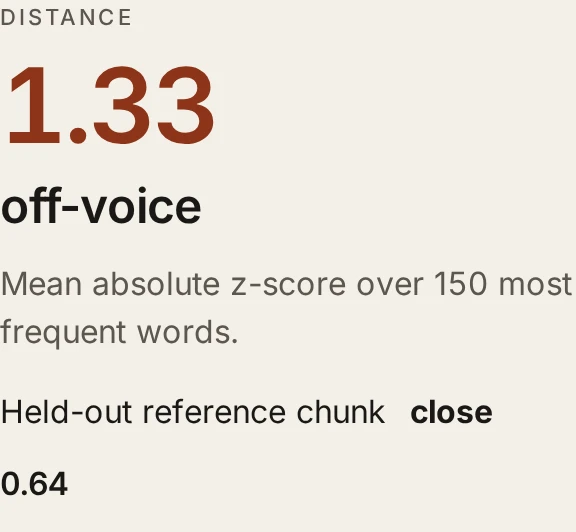 DISTANCE
1.33
off-voice
Mean absolute z-score over 150 most
frequent words.
Held-out reference chunk close
0.64